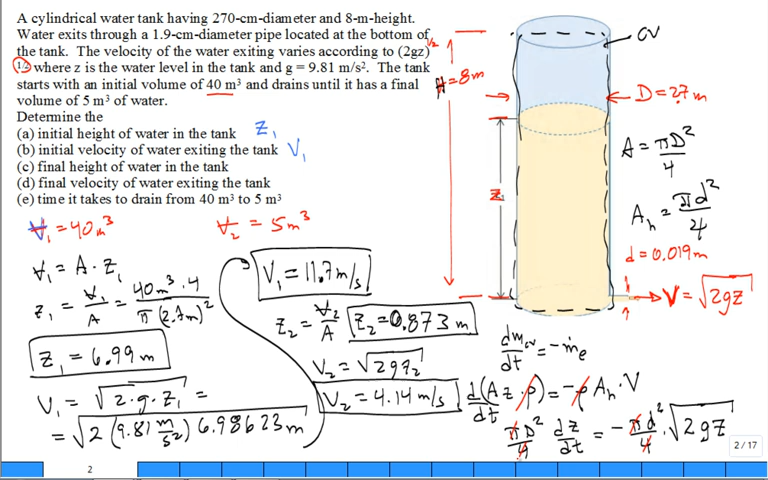 A cylindrical water tank having 270-cm-diameter and 8-m-height.
Water exits through a 1.9-cm-diameter pipe located at the bottom of
the tank. The velocity of the water exiting varies according to (2gz)
1/2
1/2 where z is the water level in the tank and g = 9.81 m/s². The tank
starts with an initial volume of 40 m³ and drains until it has a final
volume of 5 m³ of water.
Determine the
(a) initial height of water in the tank Z₁
(b) initial velocity of water exiting the tank V₁
(c) final height of water in the tank
(d) final velocity of water exiting the tank
(e) time it takes to drain from 40 m³ to 5 m³
V₁ = 40 m³
V₂ = 5 m³
V₁ = A · Z₁
Z₁ = V₁/A = 40 m³ · 4 / π (2.7m)²
Z₁ = 6.99 m
V₁ = √2·g·Z₁ =
= √2 (9.81 m/s²) 6.98623 m
V₁ = 11.7 m/s
Z₂ = V₂/A
Z₂ = 0.873 m
V₂ = √2gz₂
V₂ = 4.14 m/s
CV
H = 8m
D = 2.7 m
Z
A = πD²/4
Aₕ = πd²/4
d = 0.019 m
V = √2gz
dm_cv/dt = -ṁₑ
d/dt (Az · ρ) = -ρ Aₕ · V
πD²/4 dz/dt = - πd²/4 · √2gz
2 / 17
2